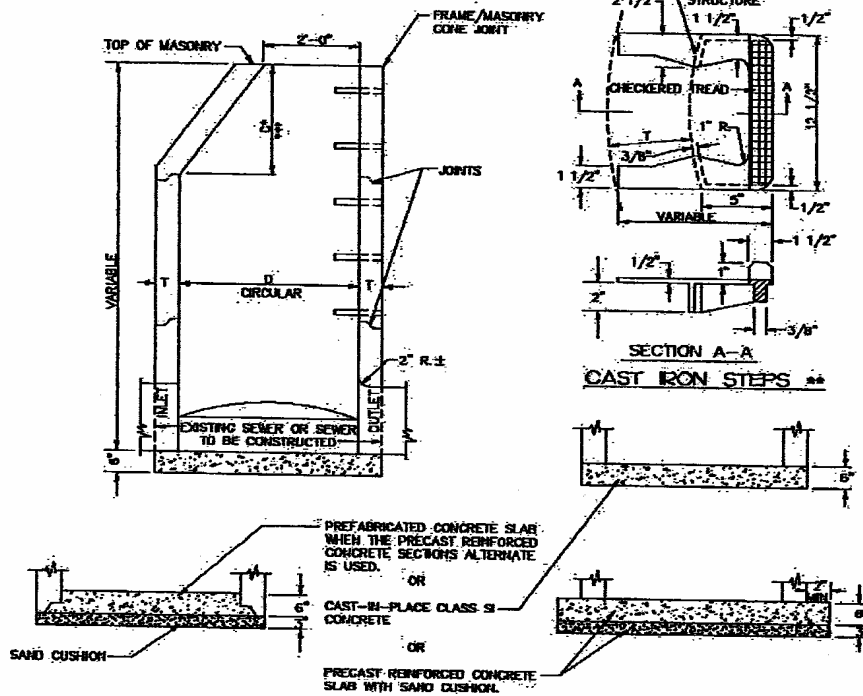 FRAME/MASONRY
CONE JOINT
2'-0"
TOP OF MASONRY
JOINTS
VARIABLE
T
D
CIRCULAR
T
2" R.±
INLET
OUTLET
EXISTING SEWER OR SEWER
TO BE CONSTRUCTED
6"
2 1/2"
STRUCTURE
1 1/2"
1/2"
A
CHECKERED TREAD
A
12 1/2"
T
1" R.
3/8"
1 1/2"
5"
1/2"
VARIABLE
1 1/2"
1/2"
1"
2"
3/8"
SECTION A-A
CAST IRON STEPS **
6"
PREFABRICATED CONCRETE SLAB
WHEN THE PRECAST REINFORCED
CONCRETE SECTIONS ALTERNATE
IS USED.
OR
CAST-IN-PLACE CLASS SI
CONCRETE
OR
PRECAST REINFORCED CONCRETE
SLAB WITH SAND CUSHION.
6"
2"
SAND CUSHION
2"
MIN.